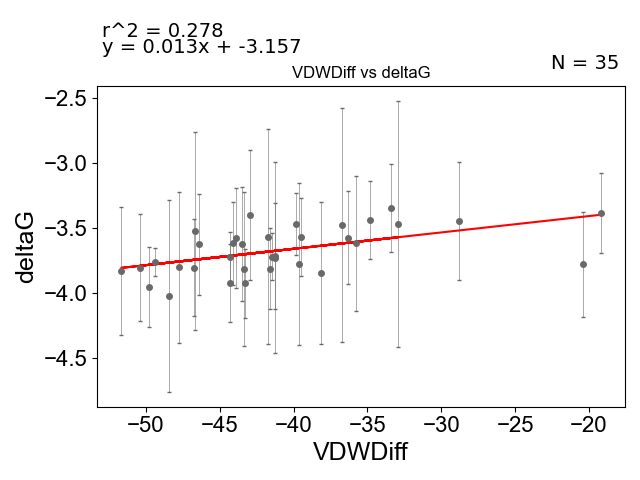 r^2 = 0.278
y = 0.013x + -3.157
N = 35
VDWDiff vs deltaG
−2.5
−3.0
−3.5
−4.0
−4.5
deltaG
−50 −45 −40 −35 −30 −25 −20
VDWDiff